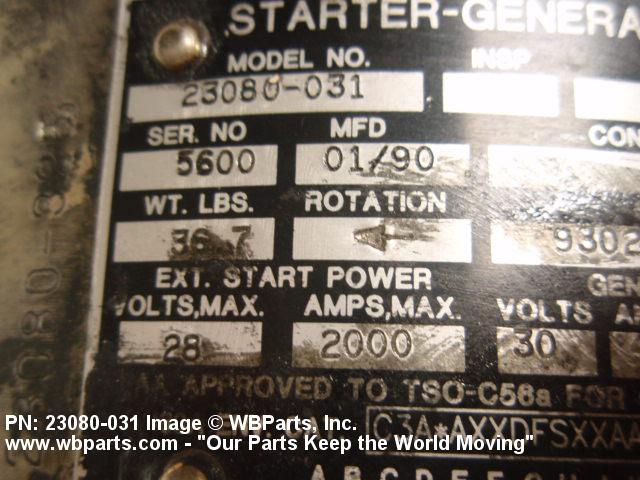 STARTER-GENERA
MODEL NO. INSP
23080-031
SER. NO MFD CON
5600 01/90
WT. LBS. ROTATION
36.7 9302
EXT. START POWER GEN
VOLTS,MAX. AMPS,MAX. VOLTS
28 2000 30
APPROVED TO TSO-C56a FOR
C3A*AXXDFSXXAA
A B C D E F G H
PN: 23080-031 Image © WBParts, Inc.
www.wbparts.com - "Our Parts Keep the World Moving"